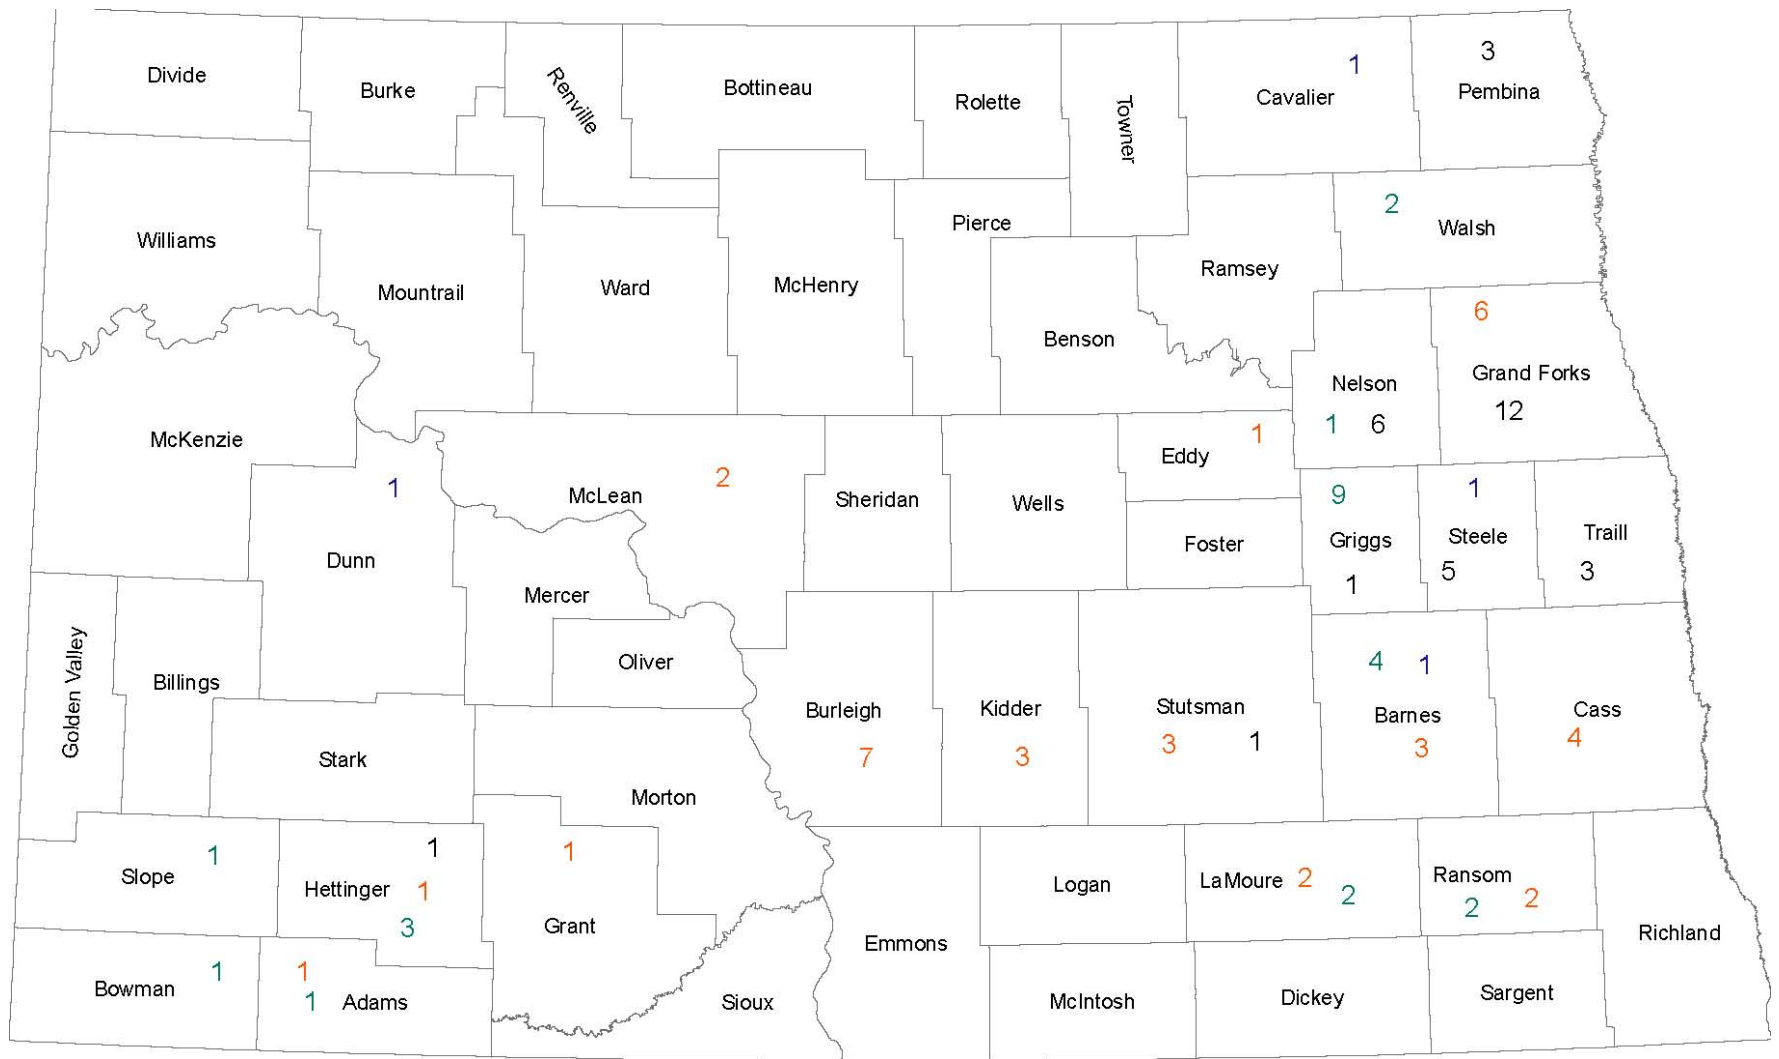 Divide
Burke
Renville
Bottineau
Rolette
Towner
1
Cavalier
3
Pembina
Williams
Mountrail
Ward
McHenry
Pierce
Benson
Ramsey
2
Walsh
6
Grand Forks
12
Nelson
1 6
McKenzie
1
Dunn
McLean 2
Sheridan
Wells
1
Eddy
Foster
9
Griggs
1
1
Steele
5
Traill
3
Mercer
Oliver
Golden Valley
Billings
Stark
Morton
Burleigh
7
Kidder
3
Stutsman
3 1
4 1
Barnes
3
Cass
4
1
Slope
1
Hettinger 1
3
1
Grant
Emmons
Logan
LaMoure 2
2
Ransom
2 2
Richland
1
Bowman
1
1 Adams
Sioux
McIntosh
Dickey
Sargent